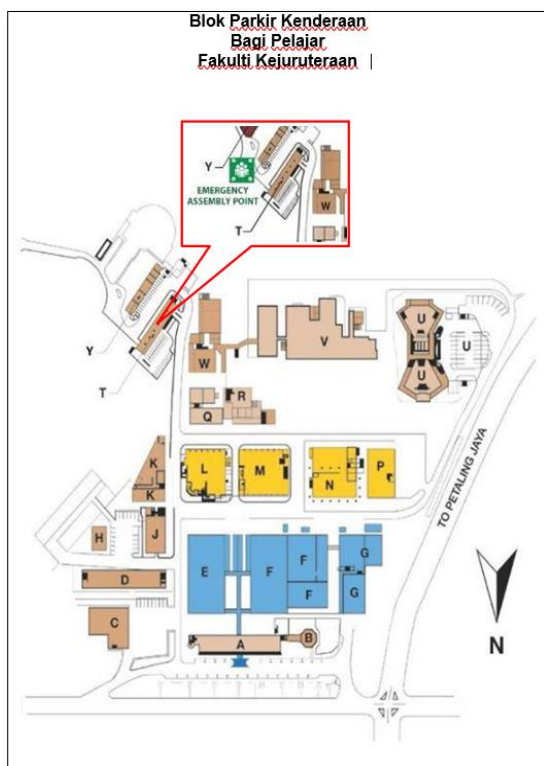 Blok Parkir Kenderaan
Bagi Pelajar
Fakulti Kejuruteraan
Y
EMERGENCY
ASSEMBLY POINT
W
T
Y
T
W
V
U
U
U
R
Q
K
K
L
M
N
P
J
H
D
E
F
F
F
G
G
C
A
B
TO PETALING JAYA
N